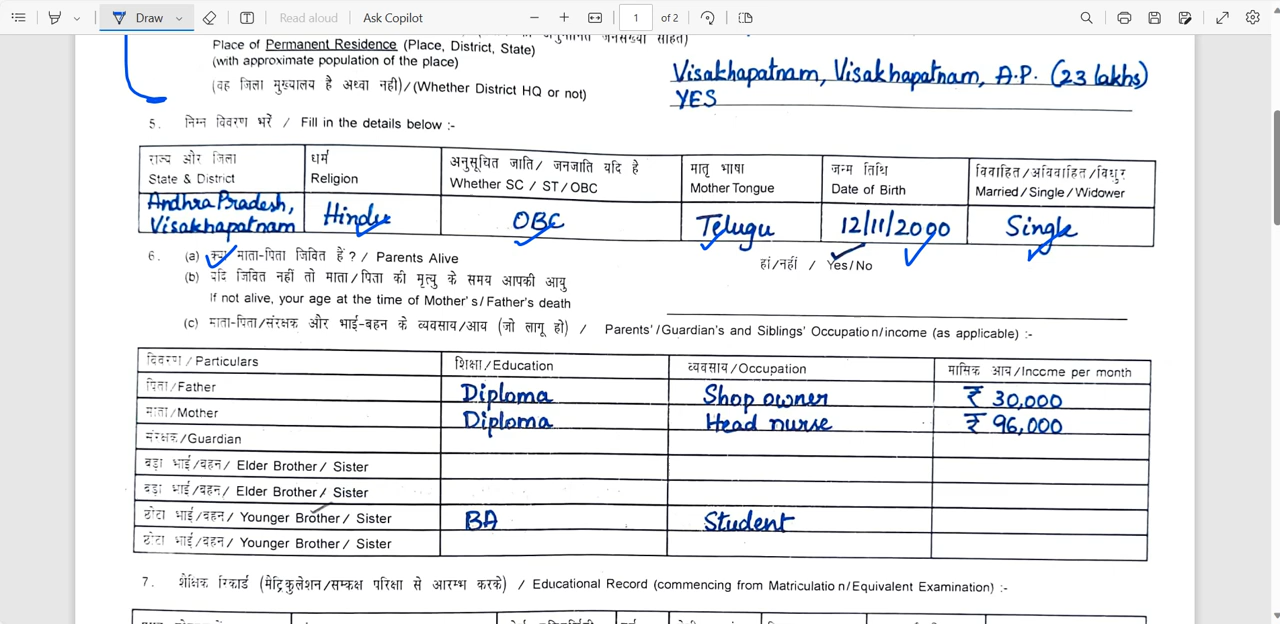 Draw
Read aloud
Ask Copilot
1 of 2
Place of Permanent Residence (Place, District, State)
(with approximate population of the place)
Visakhapatnam, Visakhapatnam, A.P. (23 lakhs)
(वह जिला मुख्यालय है अथवा नही)/(Whether District HQ or not)
YES
5. निम्न विवरण भरें / Fill in the details below :-
राज्य और जिला
State & District
धर्म
Religion
अनुसूचित जाति/ जनजाति यदि है
Whether SC / ST/OBC
मातृ भाषा
Mother Tongue
जन्म तिथि
Date of Birth
विवाहित/अविवाहित/विधुर
Married/Single/Widower
Andhra Pradesh,
Visakhapatnam
Hindu
OBC
Telugu
12/11/2000
Single
6. (a) क्या माता-पिता जिवित हैं? / Parents Alive
हां/नहीं / Yes/No
(b) यदि जिवित नहीं तो माता/पिता की मृत्यु के समय आपकी आयु
If not alive, your age at the time of Mother's/Father's death
(c) माता-पिता/संरक्षक और भाई-बहन के व्यवसाय/आय (जो लागू हो) / Parents'/Guardian's and Siblings' Occupation/income (as applicable) :-
विवरण/Particulars
शिक्षा/Education
व्यवसाय/Occupation
मासिक आय/Income per month
पिता/Father
Diploma
Shop owner
₹ 30,000
माता/Mother
Diploma
Head nurse
₹ 96,000
संरक्षक/Guardian
बड़ा भाई/बहन/ Elder Brother/ Sister
बड़ा भाई/बहन/ Elder Brother/ Sister
छोटा भाई/बहन/ Younger Brother/ Sister
BA
Student
छोटा भाई/बहन/ Younger Brother/ Sister
7. शैक्षिक रिकार्ड (मैट्रिकुलेशन/सम्कक्ष परिक्षा से आरम्भ करके) / Educational Record (commencing from Matriculation/Equivalent Examination) :-